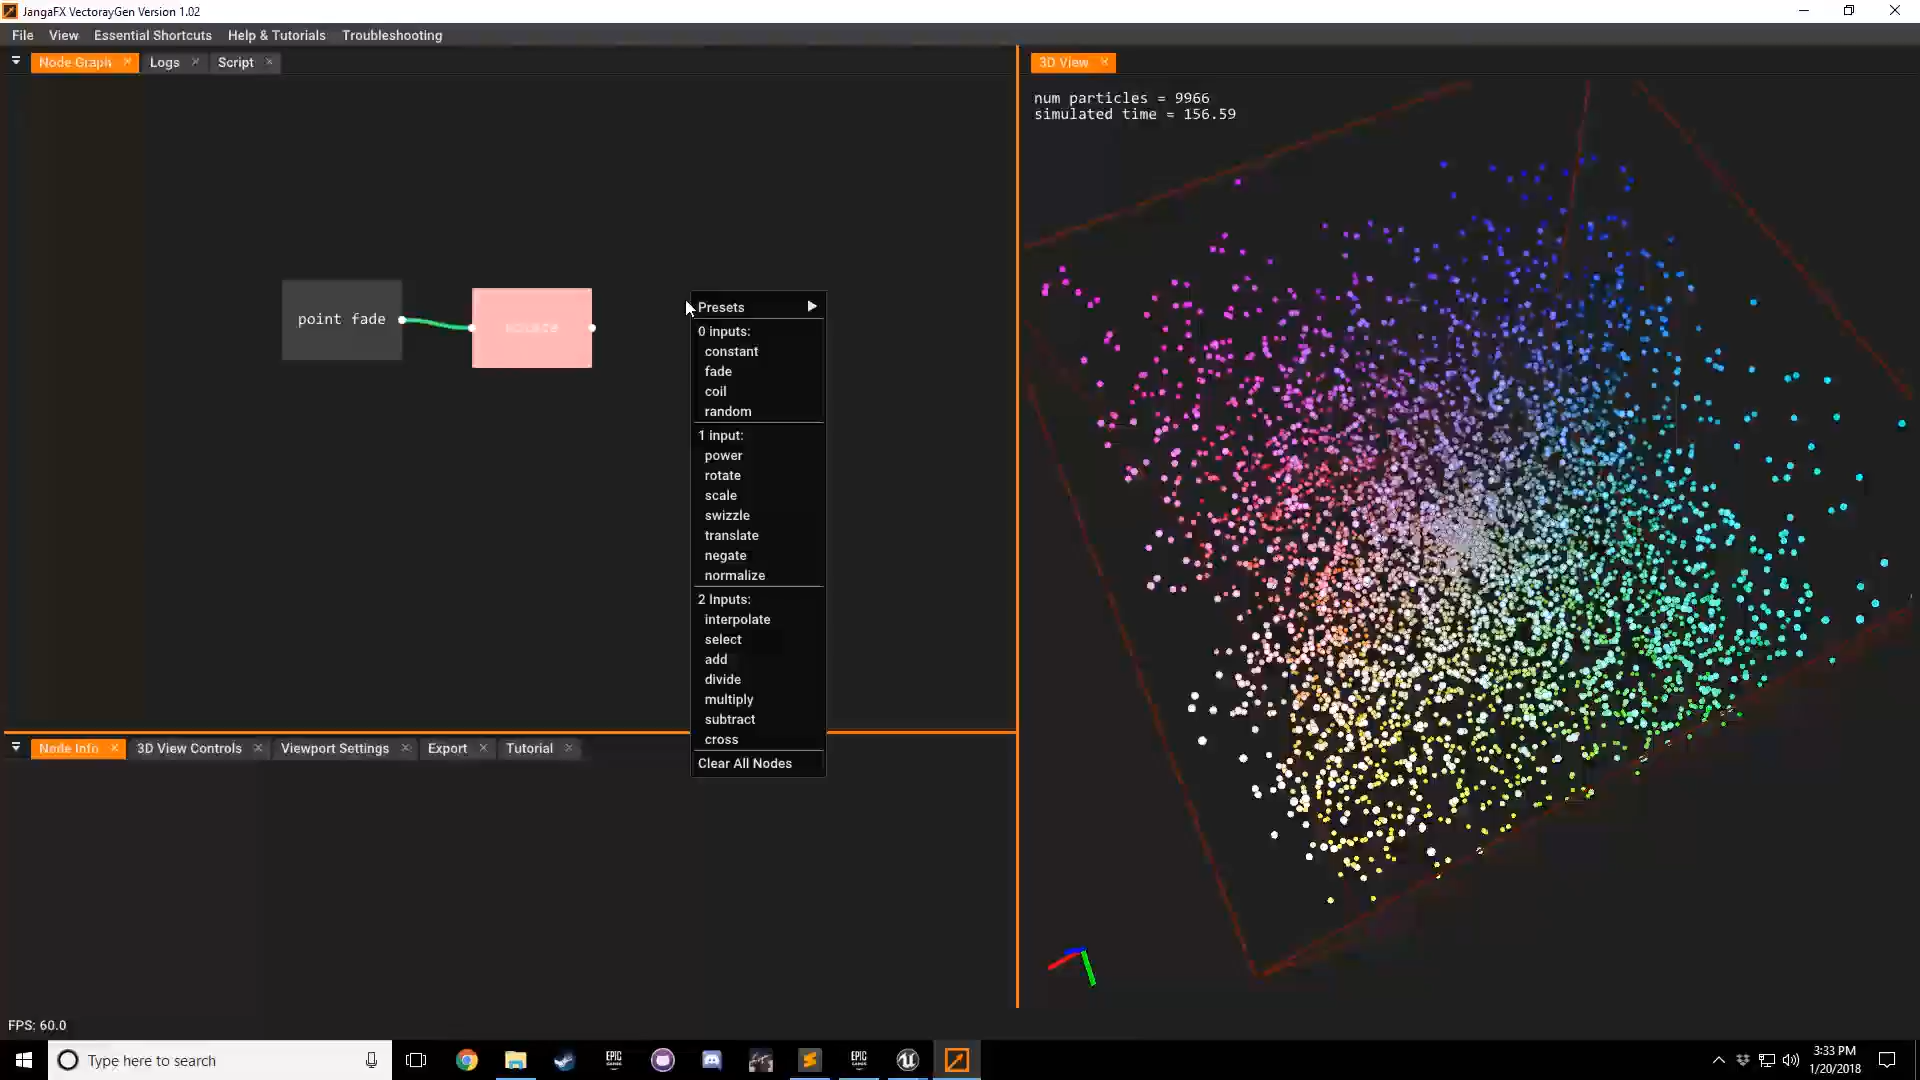 JangaFX VectorayGen Version 1.02
File View Essential Shortcuts Help & Tutorials Troubleshooting
Node Graph Logs Script
3D View
num particles = 9966
simulated time = 156.59
point fade
Presets
0 inputs:
constant
fade
coil
random
1 input:
power
rotate
scale
swizzle
translate
negate
normalize
2 Inputs:
interpolate
select
add
divide
multiply
subtract
cross
Clear All Nodes
Node Info 3D View Controls Viewport Settings Export Tutorial
FPS: 60.0
Type here to search
EPIC GAMES
EPIC GAMES
3:33 PM
1/20/2018